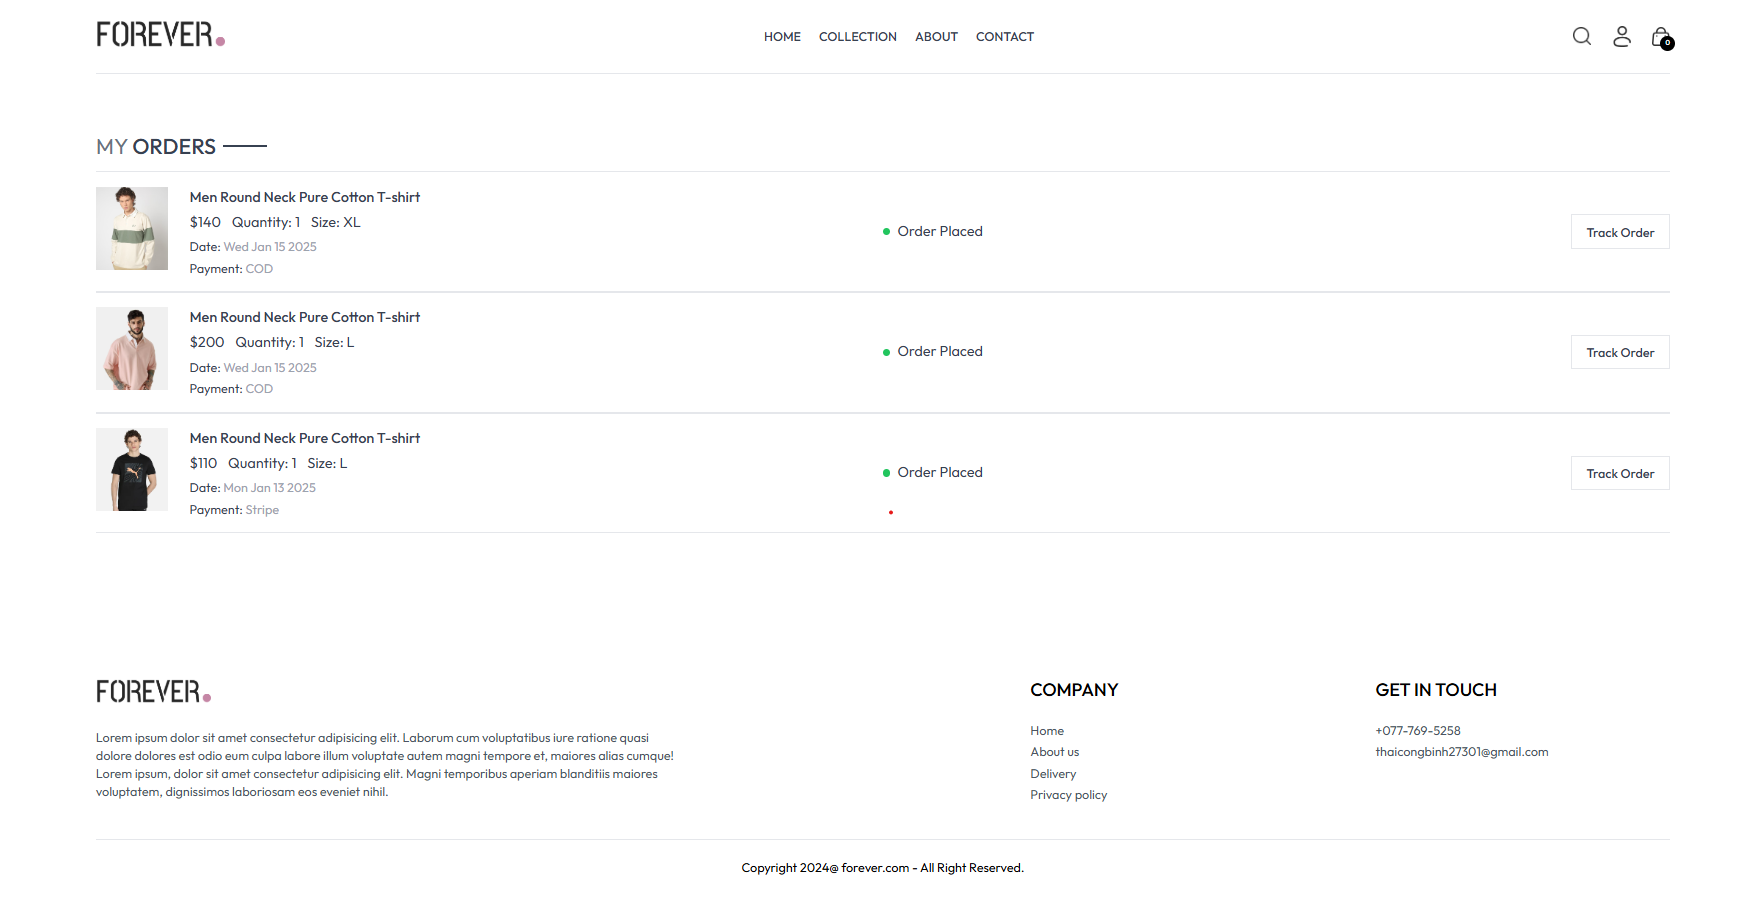 FOREVER.
HOME COLLECTION ABOUT CONTACT
0
MY ORDERS
Men Round Neck Pure Cotton T-shirt
$140 Quantity: 1 Size: XL
Date: Wed Jan 15 2025
Payment: COD
Order Placed
Track Order
Men Round Neck Pure Cotton T-shirt
$200 Quantity: 1 Size: L
Date: Wed Jan 15 2025
Payment: COD
Order Placed
Track Order
Men Round Neck Pure Cotton T-shirt
$110 Quantity: 1 Size: L
Date: Mon Jan 13 2025
Payment: Stripe
Order Placed
Track Order
FOREVER.
Lorem ipsum dolor sit amet consectetur adipisicing elit. Laborum cum voluptatibus iure ratione quasi
dolore dolores est odio eum culpa labore illum voluptate autem magni tempore et, maiores alias cumque!
Lorem ipsum, dolor sit amet consectetur adipisicing elit. Magni temporibus aperiam blanditiis maiores
voluptatem, dignissimos laboriosam eos eveniet nihil.
COMPANY
Home
About us
Delivery
Privacy policy
GET IN TOUCH
+077-769-5258
thaicongbinh27301@gmail.com
Copyright 2024@ forever.com - All Right Reserved.